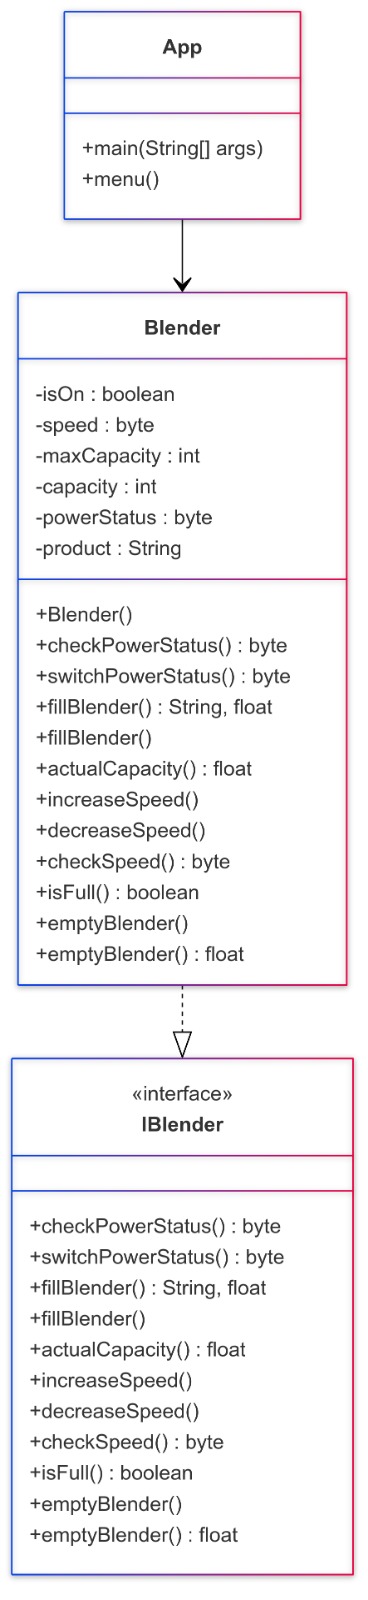 App
+main(String[] args)
+menu()
Blender
-isOn : boolean
-speed : byte
-maxCapacity : int
-capacity : int
-powerStatus : byte
-product : String
+Blender()
+checkPowerStatus() : byte
+switchPowerStatus() : byte
+fillBlender() : String, float
+fillBlender()
+actualCapacity() : float
+increaseSpeed()
+decreaseSpeed()
+checkSpeed() : byte
+isFull() : boolean
+emptyBlender()
+emptyBlender() : float
«interface»
IBlender
+checkPowerStatus() : byte
+switchPowerStatus() : byte
+fillBlender() : String, float
+fillBlender()
+actualCapacity() : float
+increaseSpeed()
+decreaseSpeed()
+checkSpeed() : byte
+isFull() : boolean
+emptyBlender()
+emptyBlender() : float